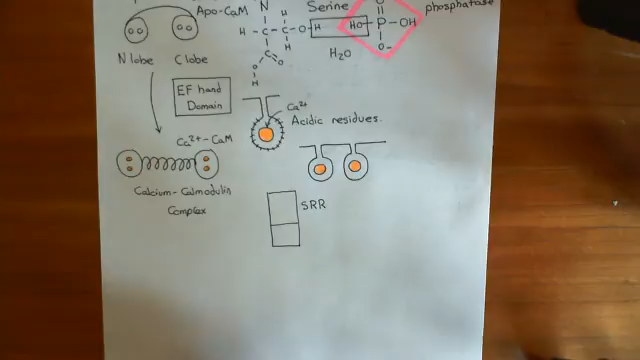 Apo-CaM
N lobe C lobe
EF hand
Domain
Ca2+-CaM
Calcium-Calmodulin
Complex
N
H
H-C-C-O-H
H
C
O
O
H
Serine
H2O
phosphatase
O
HO-P-OH
O-
Ca2+
Acidic residues.
SRR